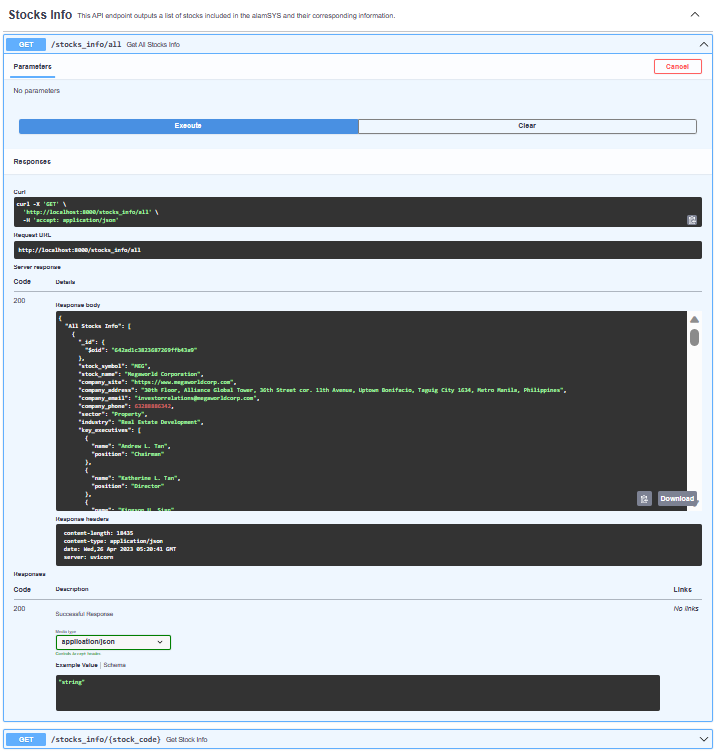 Stocks Info This API endpoint outputs a list of stocks included in the alamSYS and their corresponding information.
GET /stocks_info/all Get All Stocks Info
Parameters
Cancel
No parameters
Execute
Clear
Responses
Curl
curl -X 'GET' \
'http://localhost:8000/stocks_info/all' \
-H 'accept: application/json'
Request URL
http://localhost:8000/stocks_info/all
Server response
Code Details
200
Response body
{
"All Stocks Info": [
{
"_id": {
},
"stock_symbol": "MEG",
"stock_name": "Megaworld Corporation",
"company_site": "https://www.megaworldcorp.com",
"company_address": "30th Floor, Alliance Global Tower, 36th Street cor. 11th Avenue, Uptown Bonifacio, Taguig City 1634, Metro Manila, Philippines",
"company_email": "investorrelations@megaworldcorp.com",
"company_phone":
"sector": "Property",
"industry": "Real Estate Development",
"key_executives": [
{
"name": "Andrew L. Tan",
"position": "Chairman"
},
{
"name": "Katherine L. Tan",
"position": "Director"
},
{
Download
Response headers
content-length: 18435
content-type: application/json
date: Wed,26 Apr 2023 05:20:41 GMT
server: uvicorn
Responses
Code Description Links
200 Successful Response No links
Media type
application/json
Controls Accept header.
Example Value | Schema
"string"
GET /stocks_info/{stock_code} Get Stock Info